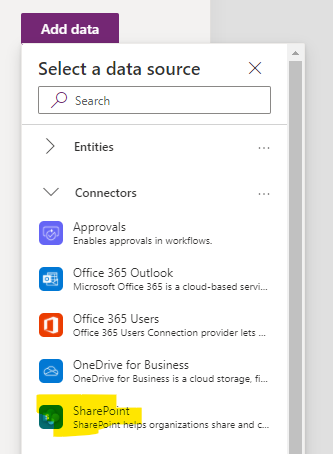 Add data
Select a data source
Search
Entities
Connectors
Approvals
Enables approvals in workflows.
Office 365 Outlook
Microsoft Office 365 is a cloud-based servi...
Office 365 Users
Office 365 Users Connection provider lets ...
OneDrive for Business
OneDrive for Business is a cloud storage, fi...
SharePoint
SharePoint helps organizations share and c...